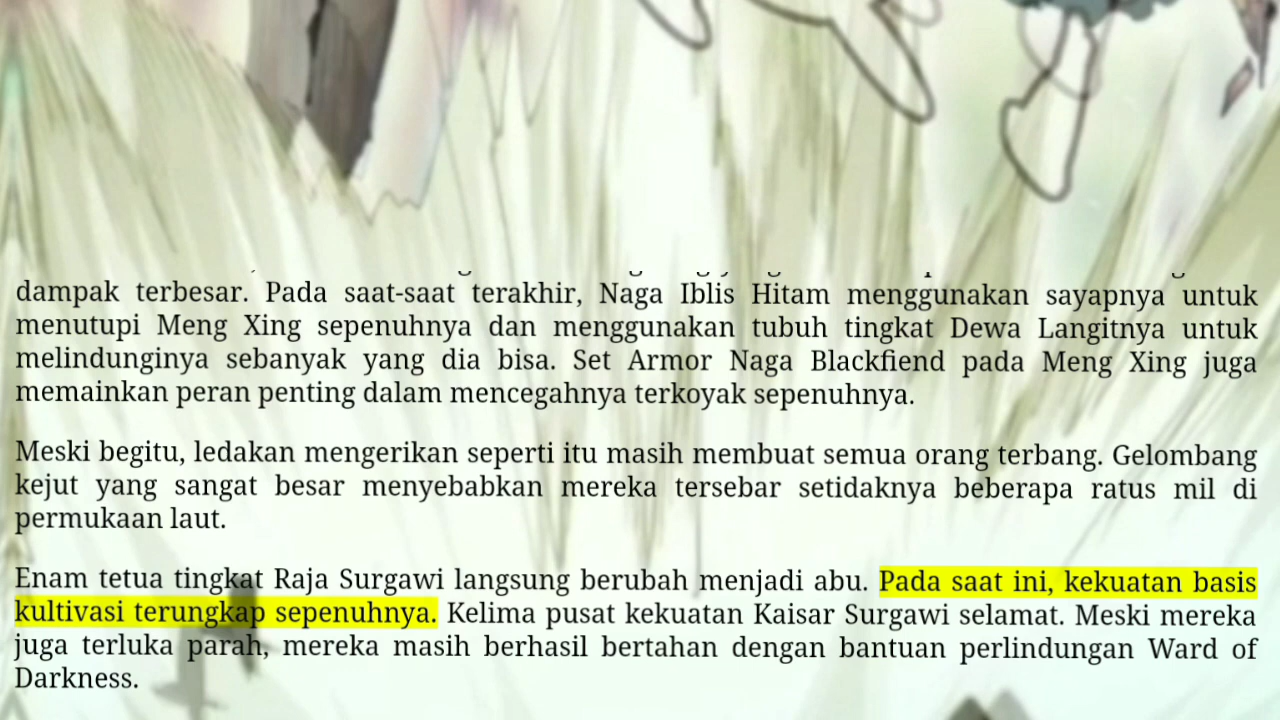 dampak terbesar. Pada saat-saat terakhir, Naga Iblis Hitam menggunakan sayapnya untuk
menutupi Meng Xing sepenuhnya dan menggunakan tubuh tingkat Dewa Langitnya untuk
melindunginya sebanyak yang dia bisa. Set Armor Naga Blackfiend pada Meng Xing juga
memainkan peran penting dalam mencegahnya terkoyak sepenuhnya.
Meski begitu, ledakan mengerikan seperti itu masih membuat semua orang terbang. Gelombang
kejut yang sangat besar menyebabkan mereka tersebar setidaknya beberapa ratus mil di
permukaan laut.
Enam tetua tingkat Raja Surgawi langsung berubah menjadi abu. Pada saat ini, kekuatan basis
kultivasi terungkap sepenuhnya. Kelima pusat kekuatan Kaisar Surgawi selamat. Meski mereka
juga terluka parah, mereka masih berhasil bertahan dengan bantuan perlindungan Ward of
Darkness.